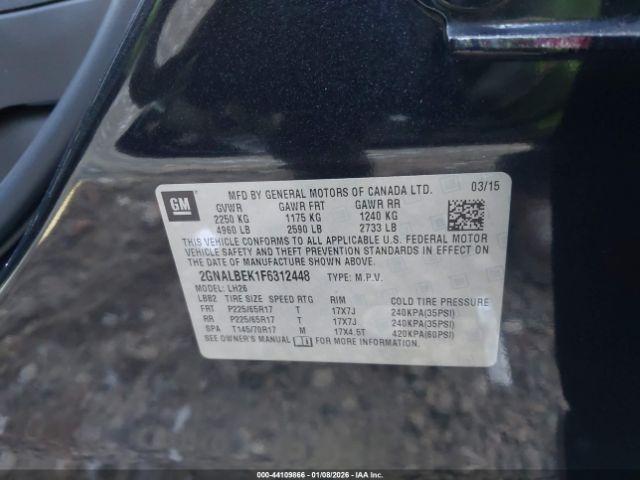 GM
MFD BY GENERAL MOTORS OF CANADA LTD. 03/15
GVWR GAWR FRT GAWR RR
2250 KG 1175 KG 1240 KG
4960 LB 2590 LB 2733 LB
THIS VEHICLE CONFORMS TO ALL APPLICABLE U.S. FEDERAL MOTOR
VEHICLE SAFETY AND THEFT PREVENTION STANDARDS IN EFFECT ON
THE DATE OF MANUFACTURE SHOWN ABOVE.
2GNALBEK1F6312448 TYPE: M.P.V.
MODEL: LH26
LBB2 TIRE SIZE SPEED RTG RIM COLD TIRE PRESSURE
FRT P225/65R17 T 17X7J 240KPA(35PSI)
RR P225/65R17 T 17X7J 240KPA(35PSI)
SPA T145/70R17 M 17X4.5T 420KPA(60PSI)
SEE OWNER'S MANUAL FOR MORE INFORMATION.
000-44109866 - 01/08/2026 - IAAI.com